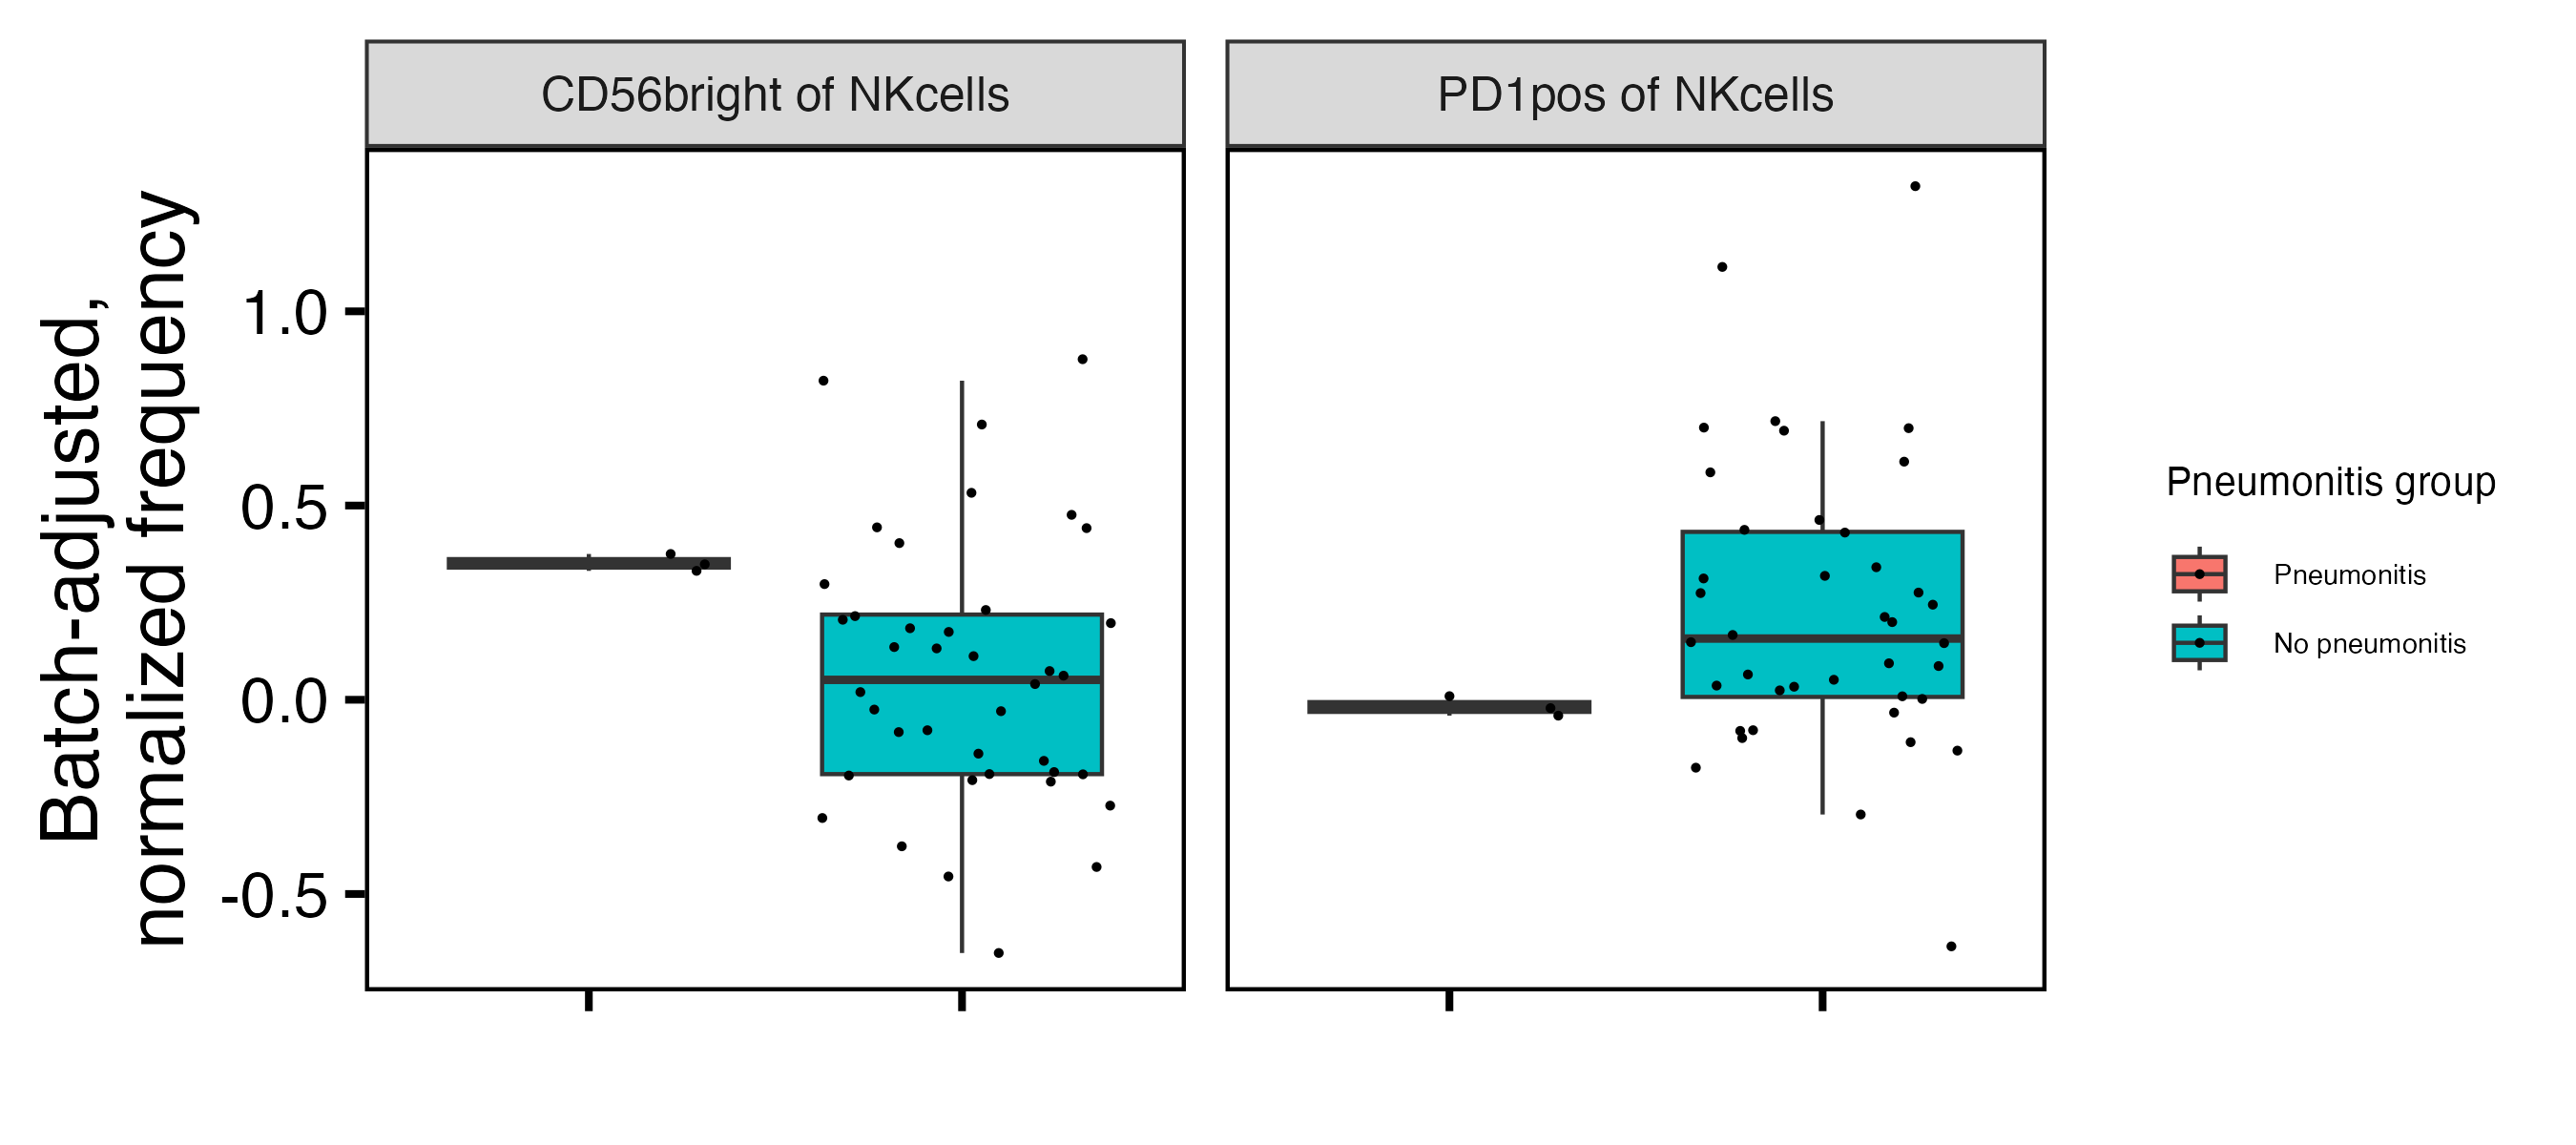 CD56bright of NKcells
PD1pos of NKcells
Batch-adjusted,
normalized frequency
1.0
0.5
0.0
-0.5
Pneumonitis group
Pneumonitis
No pneumonitis